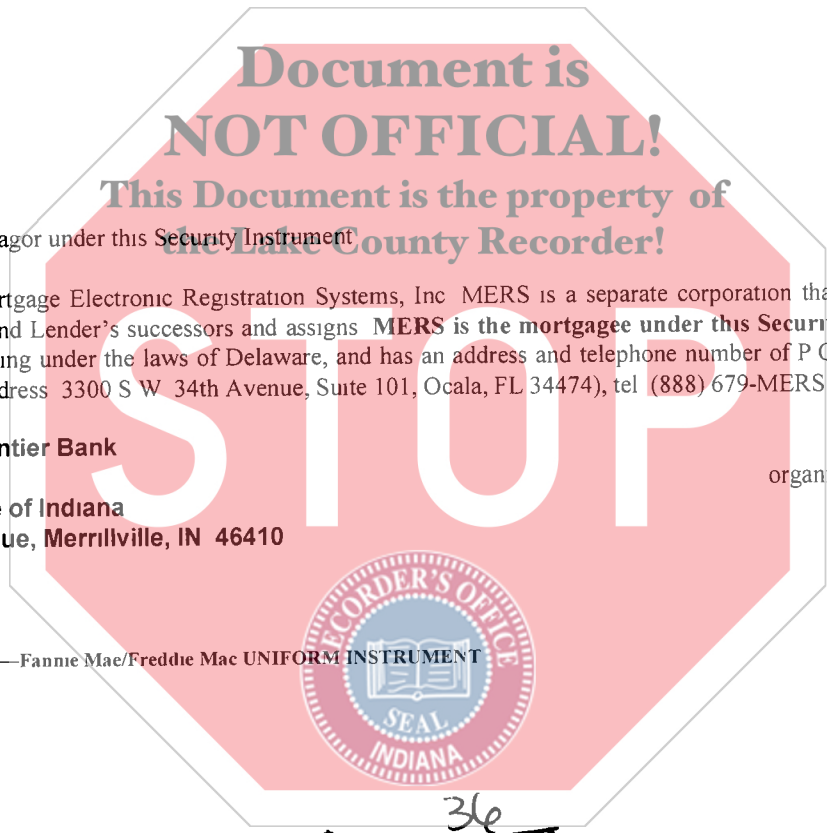 Document is
NOT OFFICIAL!
This Document is the property of
the Lake County Recorder!
agor under this Security Instrument
rtgage Electronic Registration Systems, Inc MERS is a separate corporation tha
nd Lender's successors and assigns MERS is the mortgagee under this Securi
ing under the laws of Delaware, and has an address and telephone number of P O
dress 3300 S W 34th Avenue, Suite 101, Ocala, FL 34474), tel (888) 679-MERS
STOP
ntier Bank
organ
e of Indiana
ue, Merrillville, IN 46410
RECORDER'S OFFICE
SEAL
INDIANA
—Fannie Mae/Freddie Mac UNIFORM INSTRUMENT
36